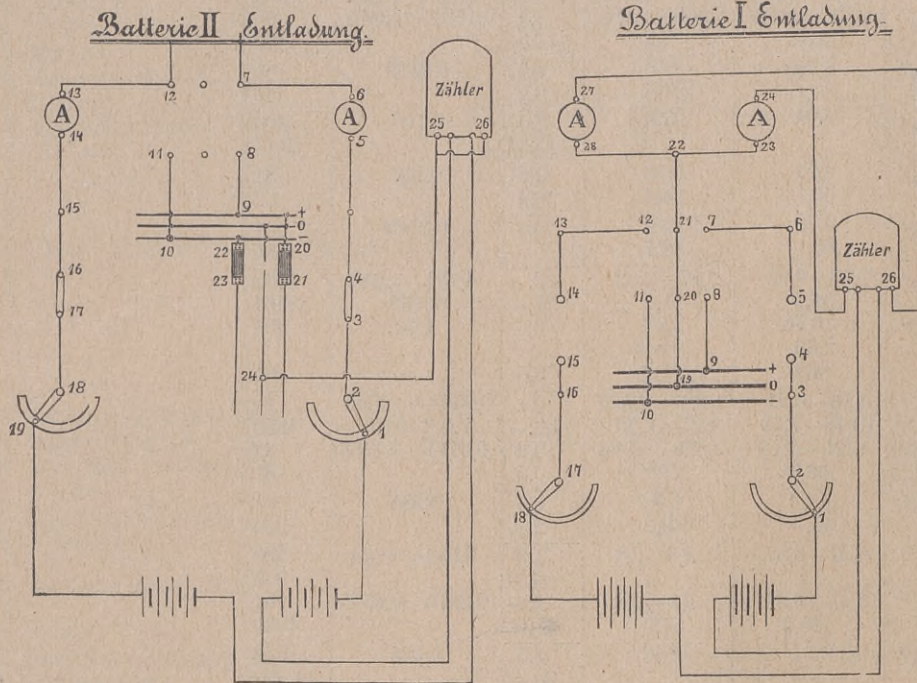 Batterie II Entladung.
7
13 12 6
A A
14 5
11 8
15
9 +
0
10 -
22 20
16 4
23 21
17 3
24
18 2
19 1
Zähler
25 26
Batterie I Entladung.
27 24
A A
28 22 23
13 12 21 7 6
14 11 20 8 5
15 9 4
+
19 0
16 10 - 3
17 2
18 1
Zähler
25 26